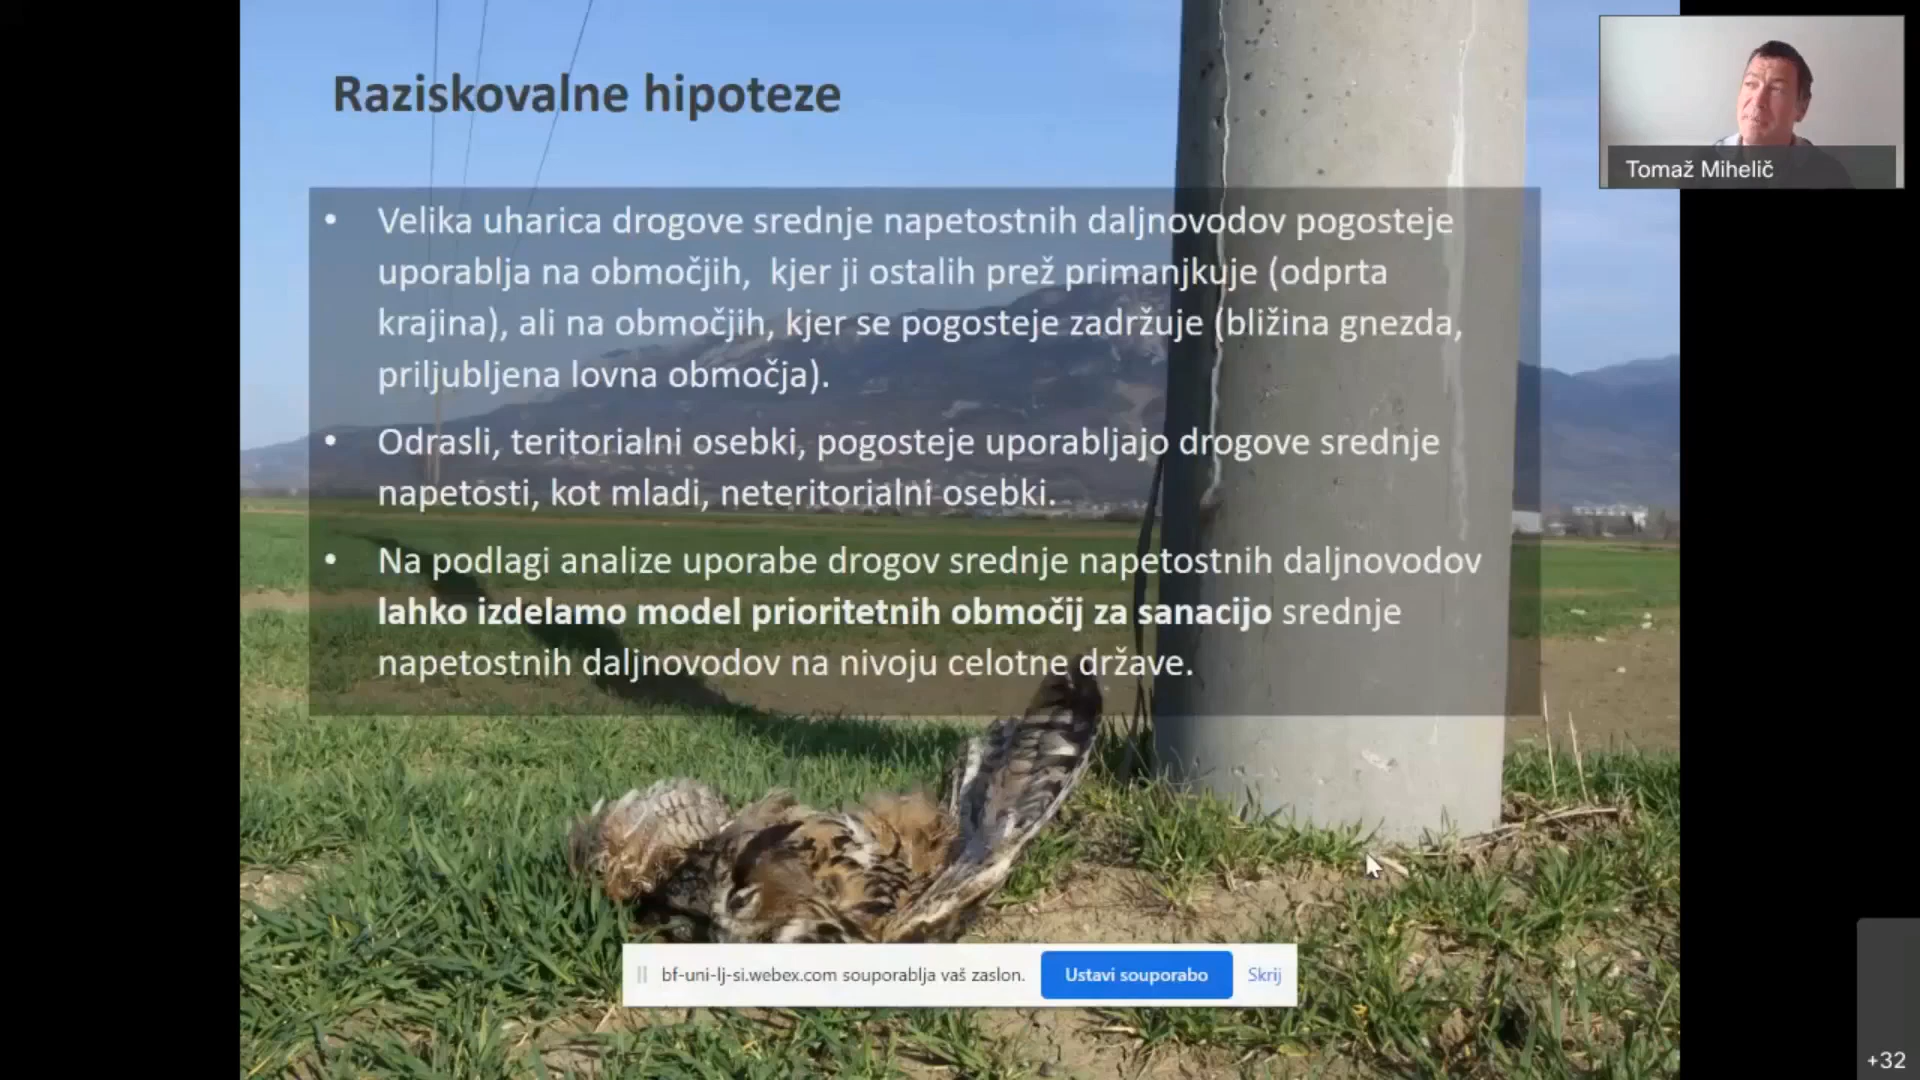 Raziskovalne hipoteze
Tomaž Mihelič
• Velika uharica drogove srednje napetostnih daljnovodov pogosteje
uporablja na območjih, kjer ji ostalih prež primanjkuje (odprta
krajina), ali na območjih, kjer se pogosteje zadržuje (bližina gnezda,
priljubljena lovna območja).
• Odrasli, teritorialni osebki, pogosteje uporabljajo drogove srednje
napetosti, kot mladi, neteritorialni osebki.
• Na podlagi analize uporabe drogov srednje napetostnih daljnovodov
lahko izdelamo model prioritetnih območij za sanacijo srednje
napetostnih daljnovodov na nivoju celotne države.
bf-uni-lj-si.webex.com souporablja vaš zaslon. Ustavi souporabo Skrij
+32